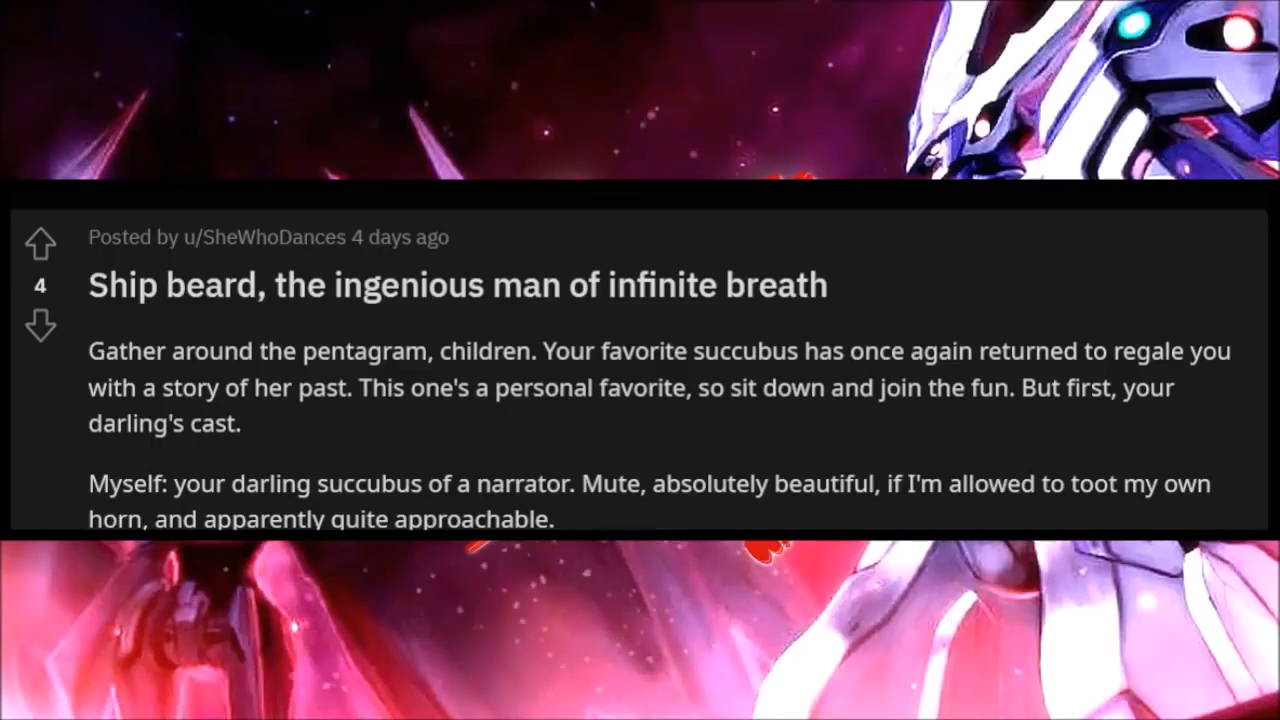 Posted by u/SheWhoDances 4 days ago
4
Ship beard, the ingenious man of infinite breath
Gather around the pentagram, children. Your favorite succubus has once again returned to regale you
with a story of her past. This one's a personal favorite, so sit down and join the fun. But first, your
darling's cast.
Myself: your darling succubus of a narrator. Mute, absolutely beautiful, if I'm allowed to toot my own
horn, and apparently quite approachable.